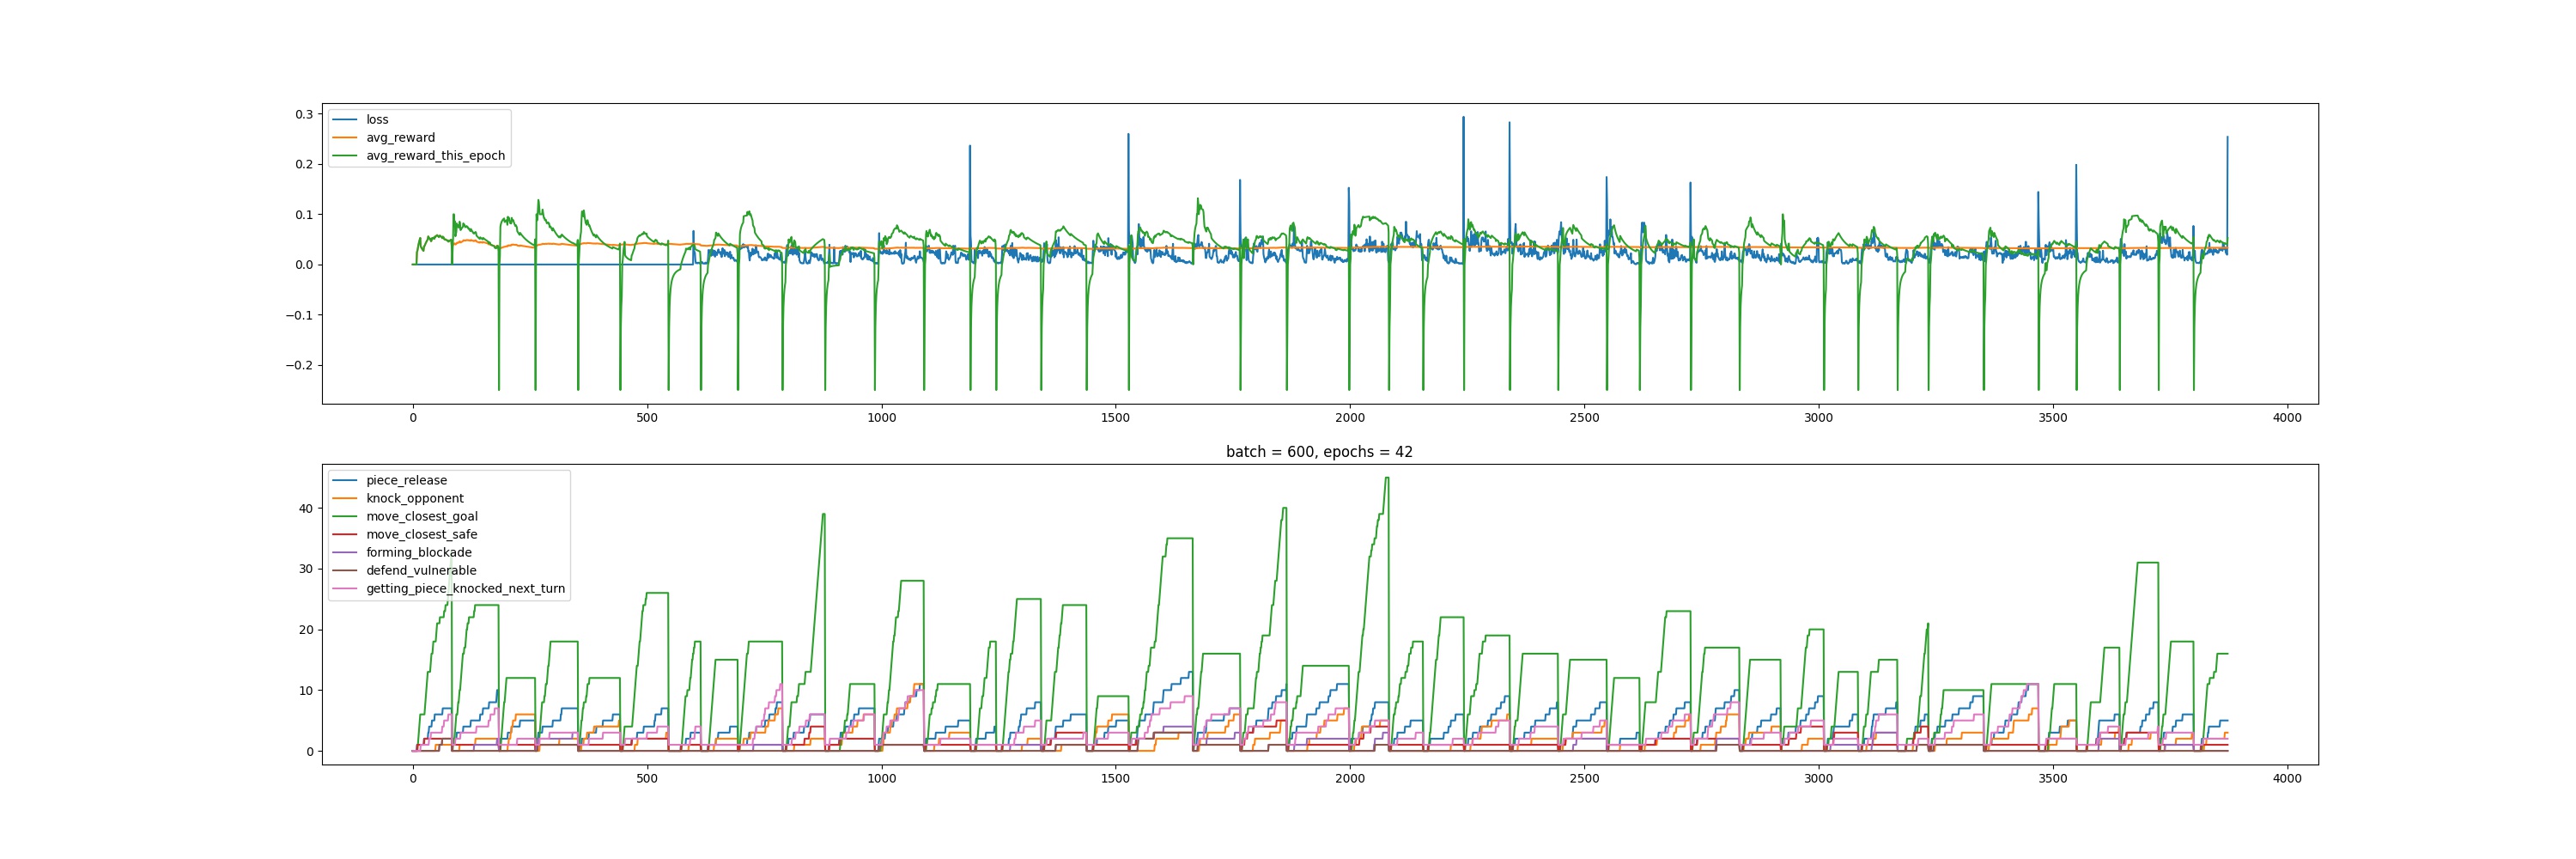 0.3
0.2
0.1
0.0
−0.1
−0.2
loss
avg_reward
avg_reward_this_epoch
0 500 1000 1500 2000 2500 3000 3500 4000
batch = 600, epochs = 42
40
30
20
10
0
piece_release
knock_opponent
move_closest_goal
move_closest_safe
forming_blockade
defend_vulnerable
getting_piece_knocked_next_turn
0 500 1000 1500 2000 2500 3000 3500 4000